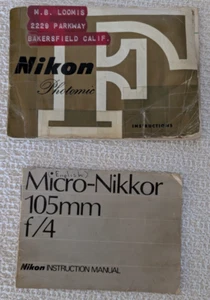 W. B. LOOMIS
2229 PARKWAY
BAKERSFIELD CALIF.
F
Nikon
Photomic
INSTRUCTIONS
Micro-Nikkor
105mm
f/4
Nikon INSTRUCTION MANUAL